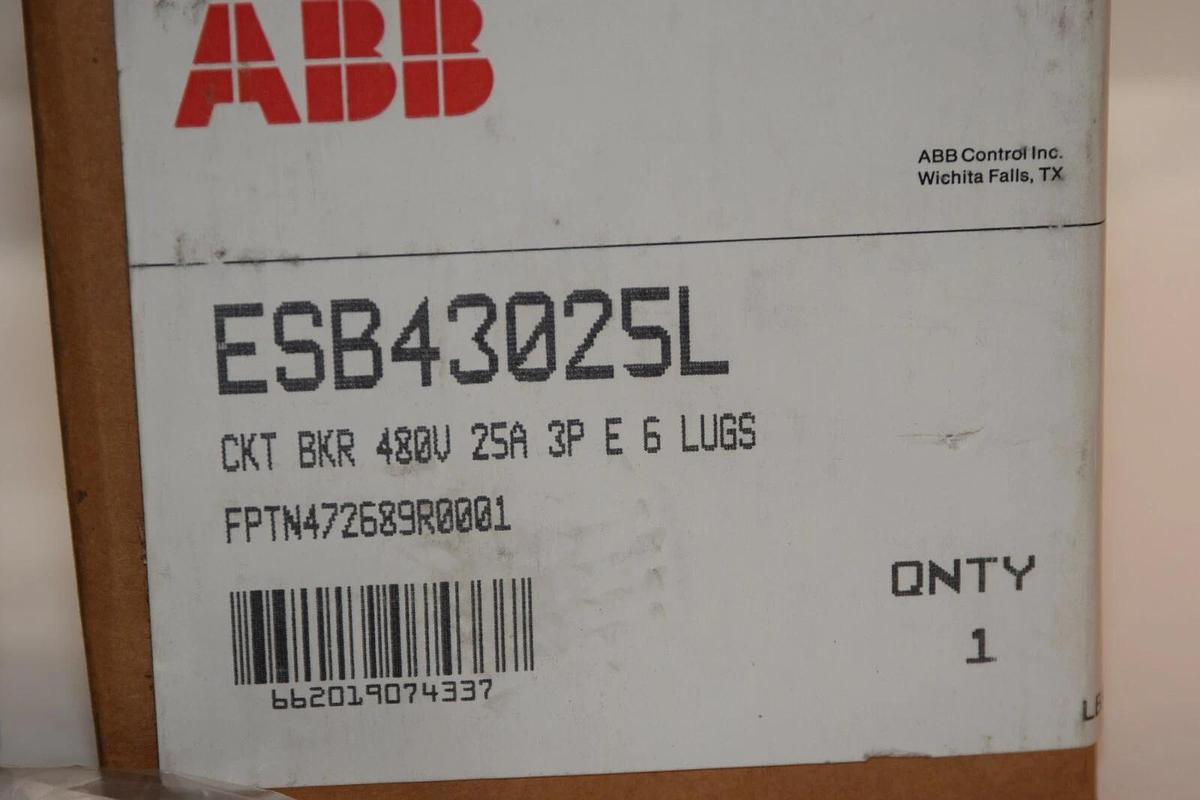 ABB
ABB Control Inc.
Wichita Falls, TX
ESB43025L
CKT BKR 480V 25A 3P E 6 LUGS
FPTN472689R0001
662019074337
QNTY
1